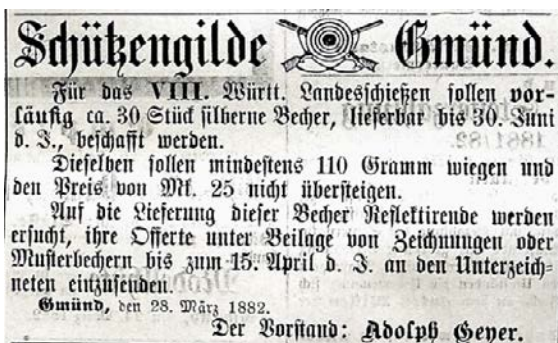 Schützengilde Gmünd.
Für das VIII. Württ. Landesschießen sollen vor-
läufig ca. 30 Stück silberne Becher, lieferbar bis 30. Juni
d. J., beschafft werden.
Dieselben sollen mindestens 110 Gramm wiegen und
den Preis von Mk. 25 nicht übersteigen.
Auf die Lieferung dieser Becher Reflektirende werden
ersucht, ihre Offerte unter Beilage von Zeichnungen oder
Musterbechern bis zum 15. April d. J. an den Unterzeich-
neten einzusenden.
Gmünd, den 28. März 1882.
Der Vorstand: Adolph Geyer.